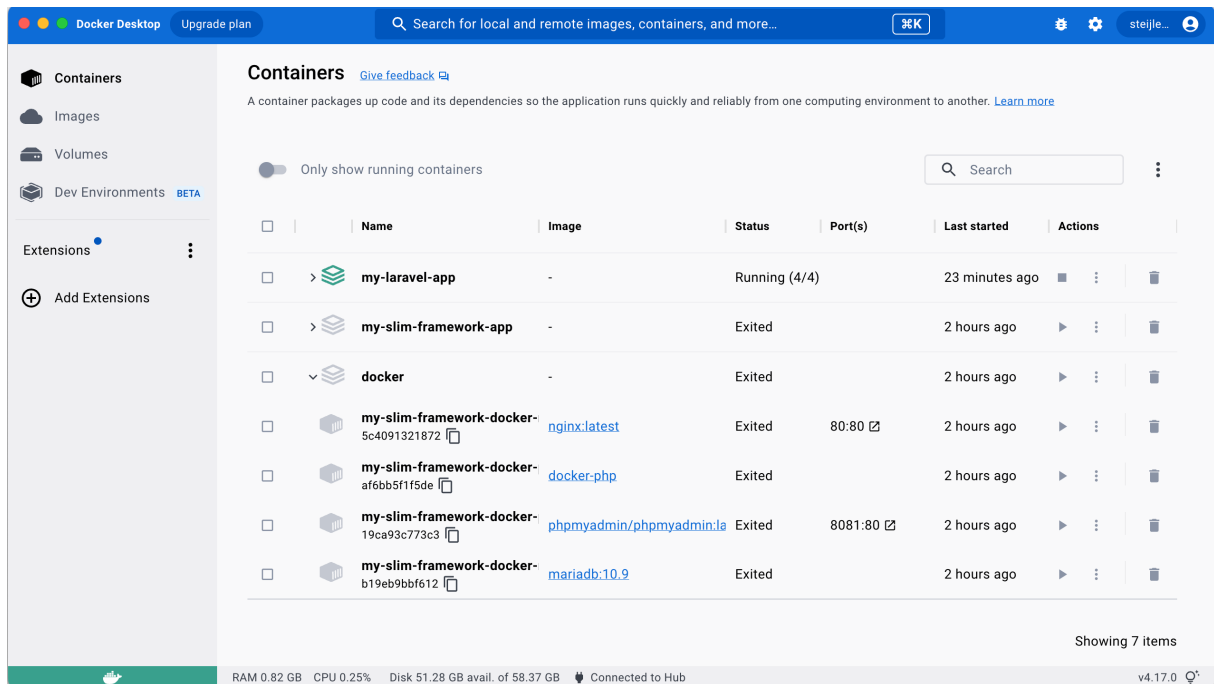 Docker Desktop Upgrade plan Search for local and remote images, containers, and more... ⌘K steijle...
Containers
Images
Volumes
Dev Environments BETA
Extensions
Add Extensions
Containers Give feedback
A container packages up code and its dependencies so the application runs quickly and reliably from one computing environment to another. Learn more
Only show running containers Search
Name Image Status Port(s) Last started Actions
my-laravel-app - Running (4/4) 23 minutes ago
my-slim-framework-app - Exited 2 hours ago
docker - Exited 2 hours ago
my-slim-framework-docker- nginx:latest Exited 80:80 2 hours ago
5c4091321872
my-slim-framework-docker- docker-php Exited 2 hours ago
af6bb5f1f5de
my-slim-framework-docker- phpmyadmin/phpmyadmin:la Exited 8081:80 2 hours ago
19ca93c773c3
my-slim-framework-docker- mariadb:10.9 Exited 2 hours ago
b19eb9bbf612
Showing 7 items
RAM 0.82 GB CPU 0.25% Disk 51.28 GB avail. of 58.37 GB Connected to Hub v4.17.0